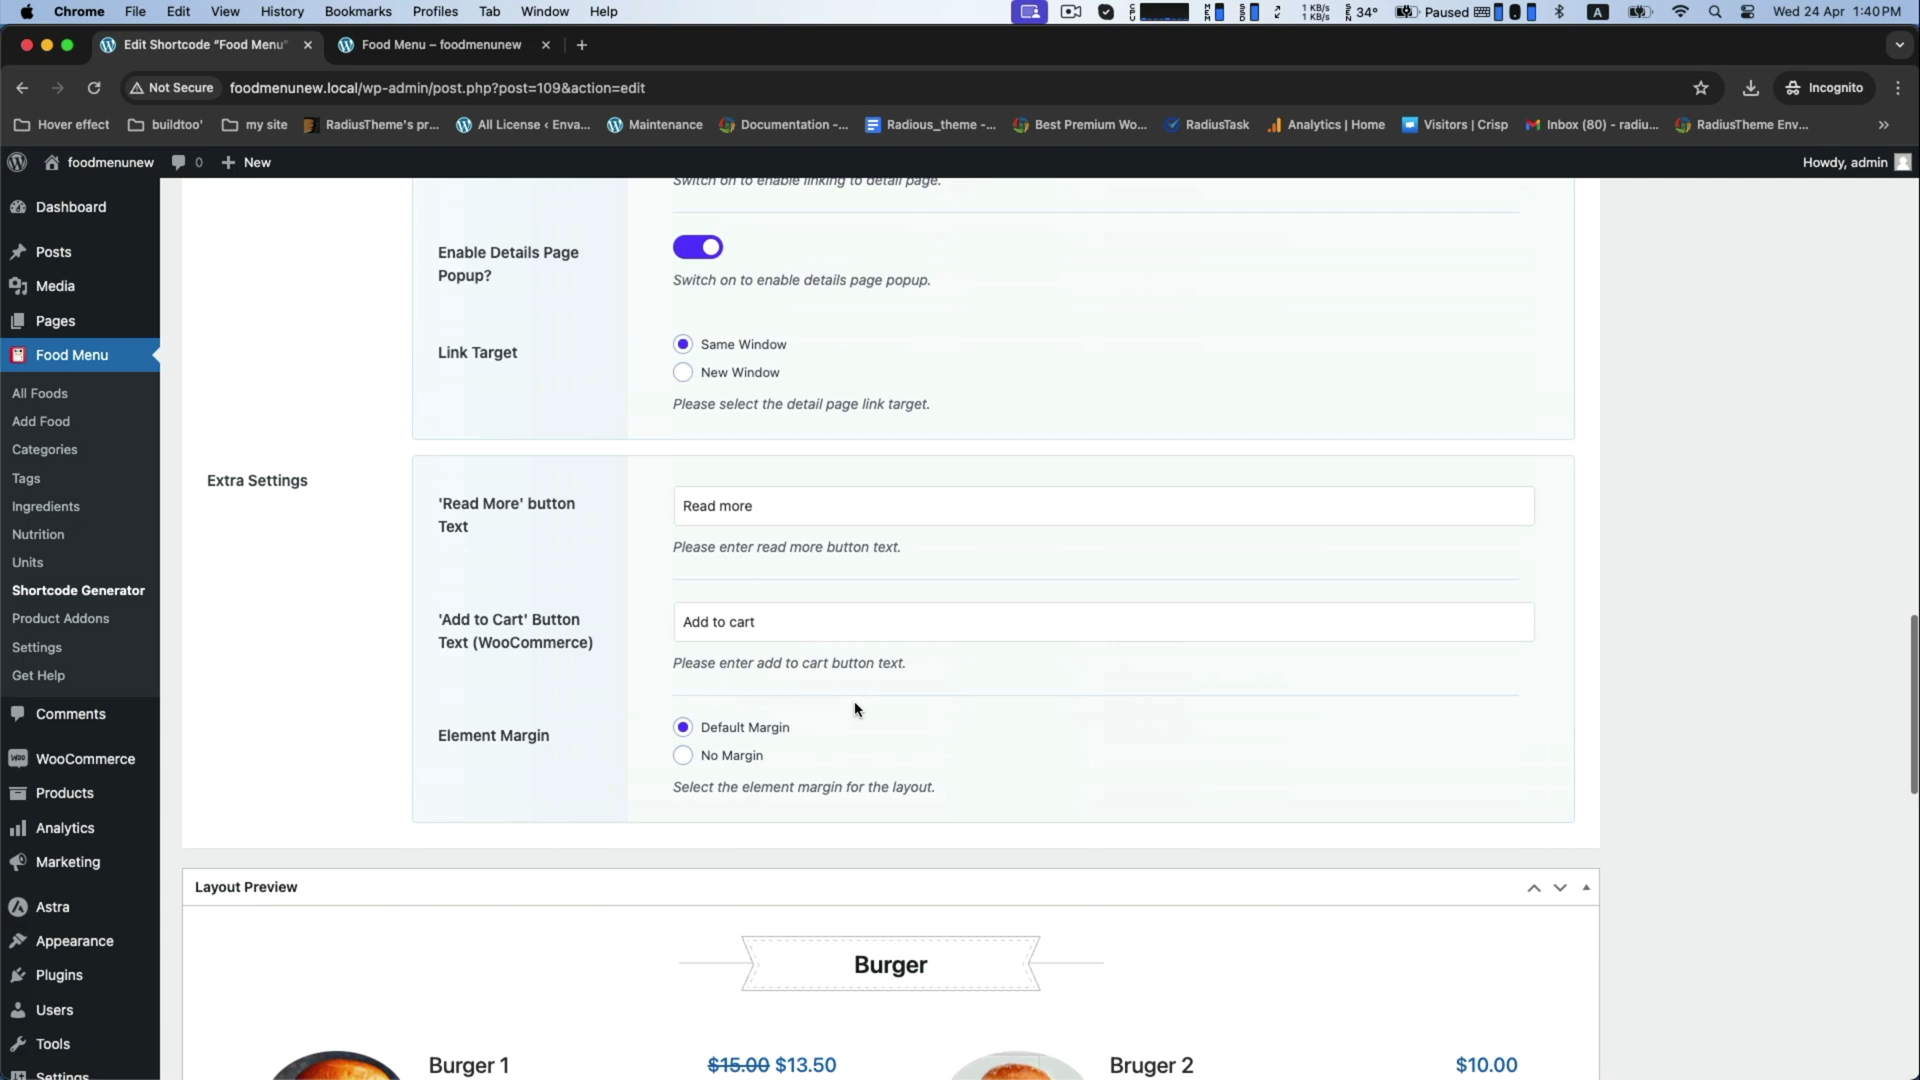 Chrome File Edit View History Bookmarks Profiles Tab Window Help
1 KB/s
1 KB/s
34° Paused A Wed 24 Apr 1:40 PM
Edit Shortcode “Food Menu” Food Menu – foodmenunew
Not Secure foodmenunew.local/wp-admin/post.php?post=109&action=edit Incognito
Hover effect buildtoo' my site RadiusTheme's pr... All License ‹ Enva... Maintenance Documentation -... Radious_theme -... Best Premium Wo... RadiusTask Analytics | Home Visitors | Crisp Inbox (80) - radiu... RadiusTheme Env... »
foodmenunew 0 New Howdy, admin
Dashboard
Posts
Media
Pages
Food Menu
All Foods
Add Food
Categories
Tags
Ingredients
Nutrition
Units
Shortcode Generator
Product Addons
Settings
Get Help
Comments
WooCommerce
Products
Analytics
Marketing
Astra
Appearance
Plugins
Users
Tools
Settings
Switch on to enable linking to detail page.
Enable Details Page
Popup?
Switch on to enable details page popup.
Link Target
Same Window
New Window
Please select the detail page link target.
Extra Settings
'Read More' button
Text
Read more
Please enter read more button text.
'Add to Cart' Button
Text (WooCommerce)
Add to cart
Please enter add to cart button text.
Element Margin
Default Margin
No Margin
Select the element margin for the layout.
Layout Preview
Burger
Burger 1 $15.00 $13.50 Bruger 2 $10.00